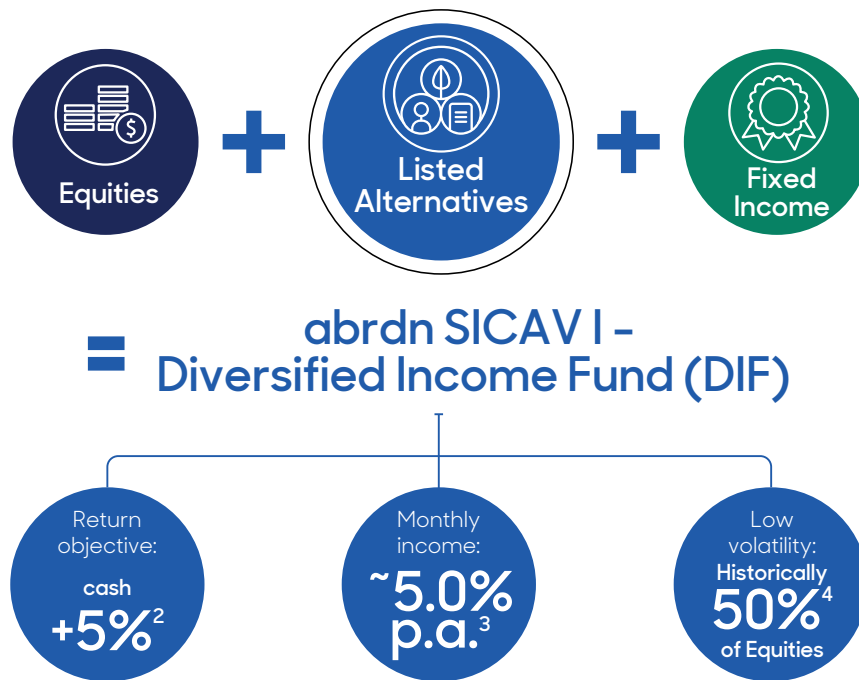 Equities
+
Listed
Alternatives
+
Fixed
Income
$
= abrdn SICAV I –
Diversified Income Fund (DIF)
Return
objective:
cash
+5%²
Monthly
income:
~5.0%
p.a.³
Low
volatility:
Historically
50%⁴
of Equities